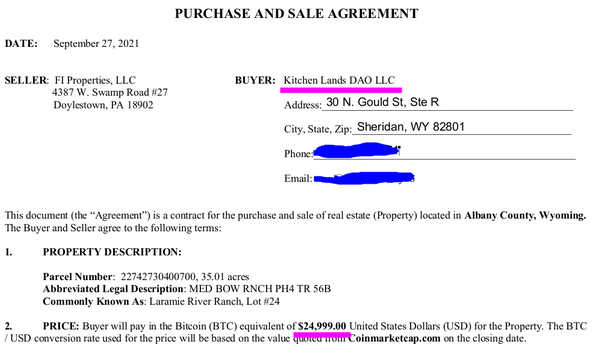 PURCHASE AND SALE AGREEMENT
DATE: September 27, 2021
SELLER: FI Properties, LLC
4387 W. Swamp Road #27
Doylestown, PA 18902
BUYER: Kitchen Lands DAO LLC
Address: 30 N. Gould St, Ste R
City, State, Zip: Sheridan, WY 82801
Phone:
Email:
This document (the “Agreement”) is a contract for the purchase and sale of real estate (Property) located in Albany County, Wyoming.
The Buyer and Seller agree to the following terms:
1. PROPERTY DESCRIPTION:
Parcel Number: 22742730400700, 35.01 acres
Abbreviated Legal Description: MED BOW RNCH PH4 TR 56B
Commonly Known As: Laramie River Ranch, Lot #24
2. PRICE: Buyer will pay in the Bitcoin (BTC) equivalent of $24,999.00 United States Dollars (USD) for the Property. The BTC
/ USD conversion rate used for the price will be based on the value quoted from Coinmarketcap.com on the closing date.